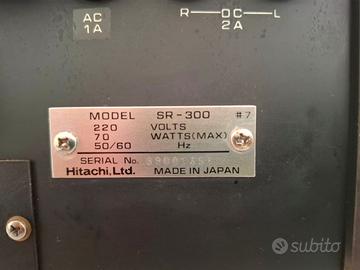 AC
1A
R DC L
2A
MODEL SR-300 #7
220 VOLTS
70 WATTS(MAX)
50/60 Hz
SERIAL No.
Hitachi, Ltd. MADE IN JAPAN
subito